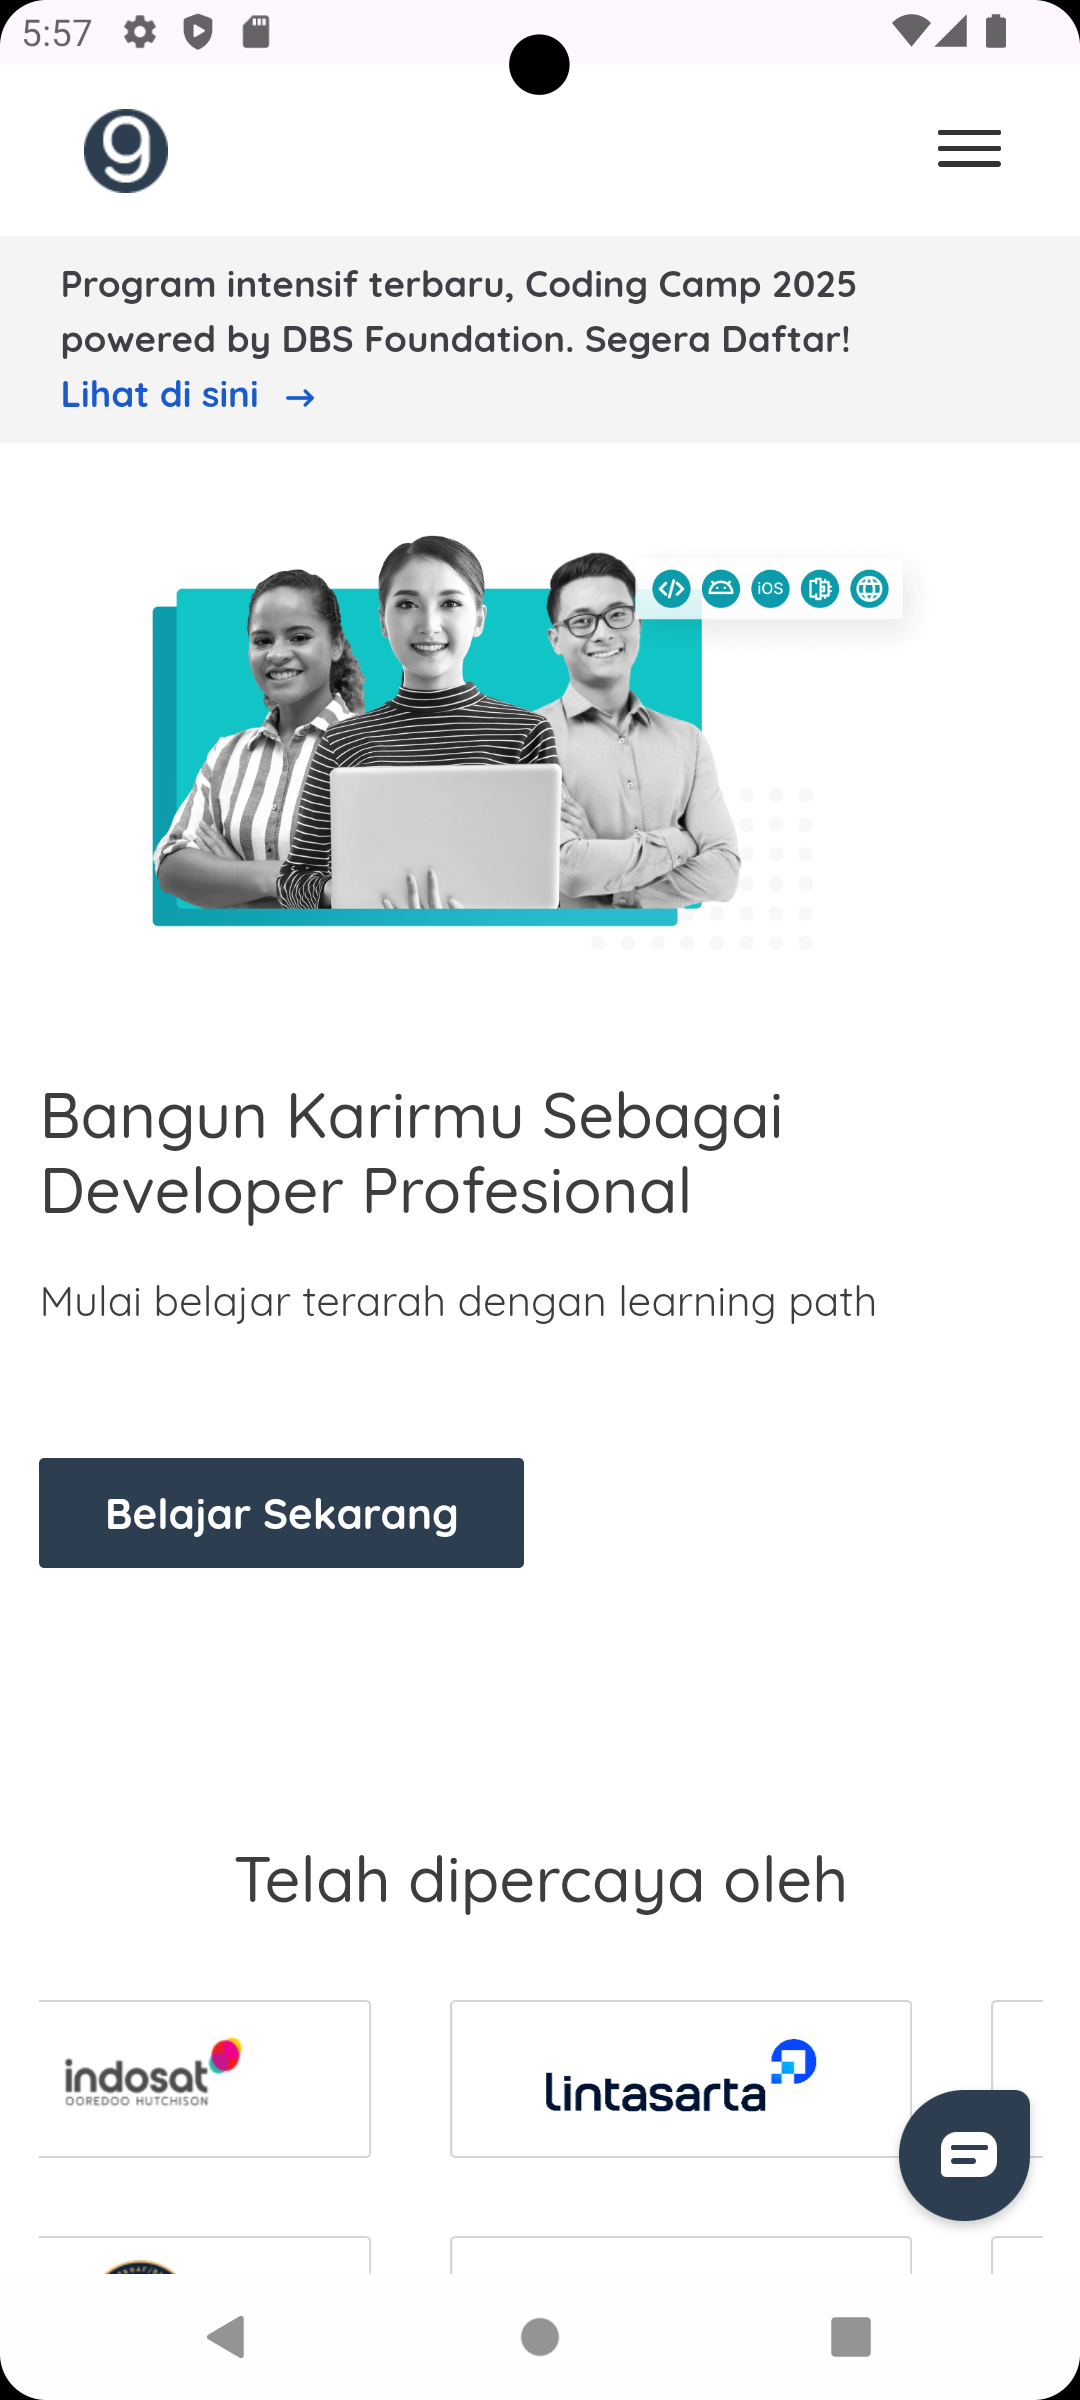 5:57
Program intensif terbaru, Coding Camp 2025
powered by DBS Foundation. Segera Daftar!
Lihat di sini →
iOS
Bangun Karirmu Sebagai
Developer Profesional
Mulai belajar terarah dengan learning path
Belajar Sekarang
Telah dipercaya oleh
indosat
OOREDOO HUTCHISON
lintasarta